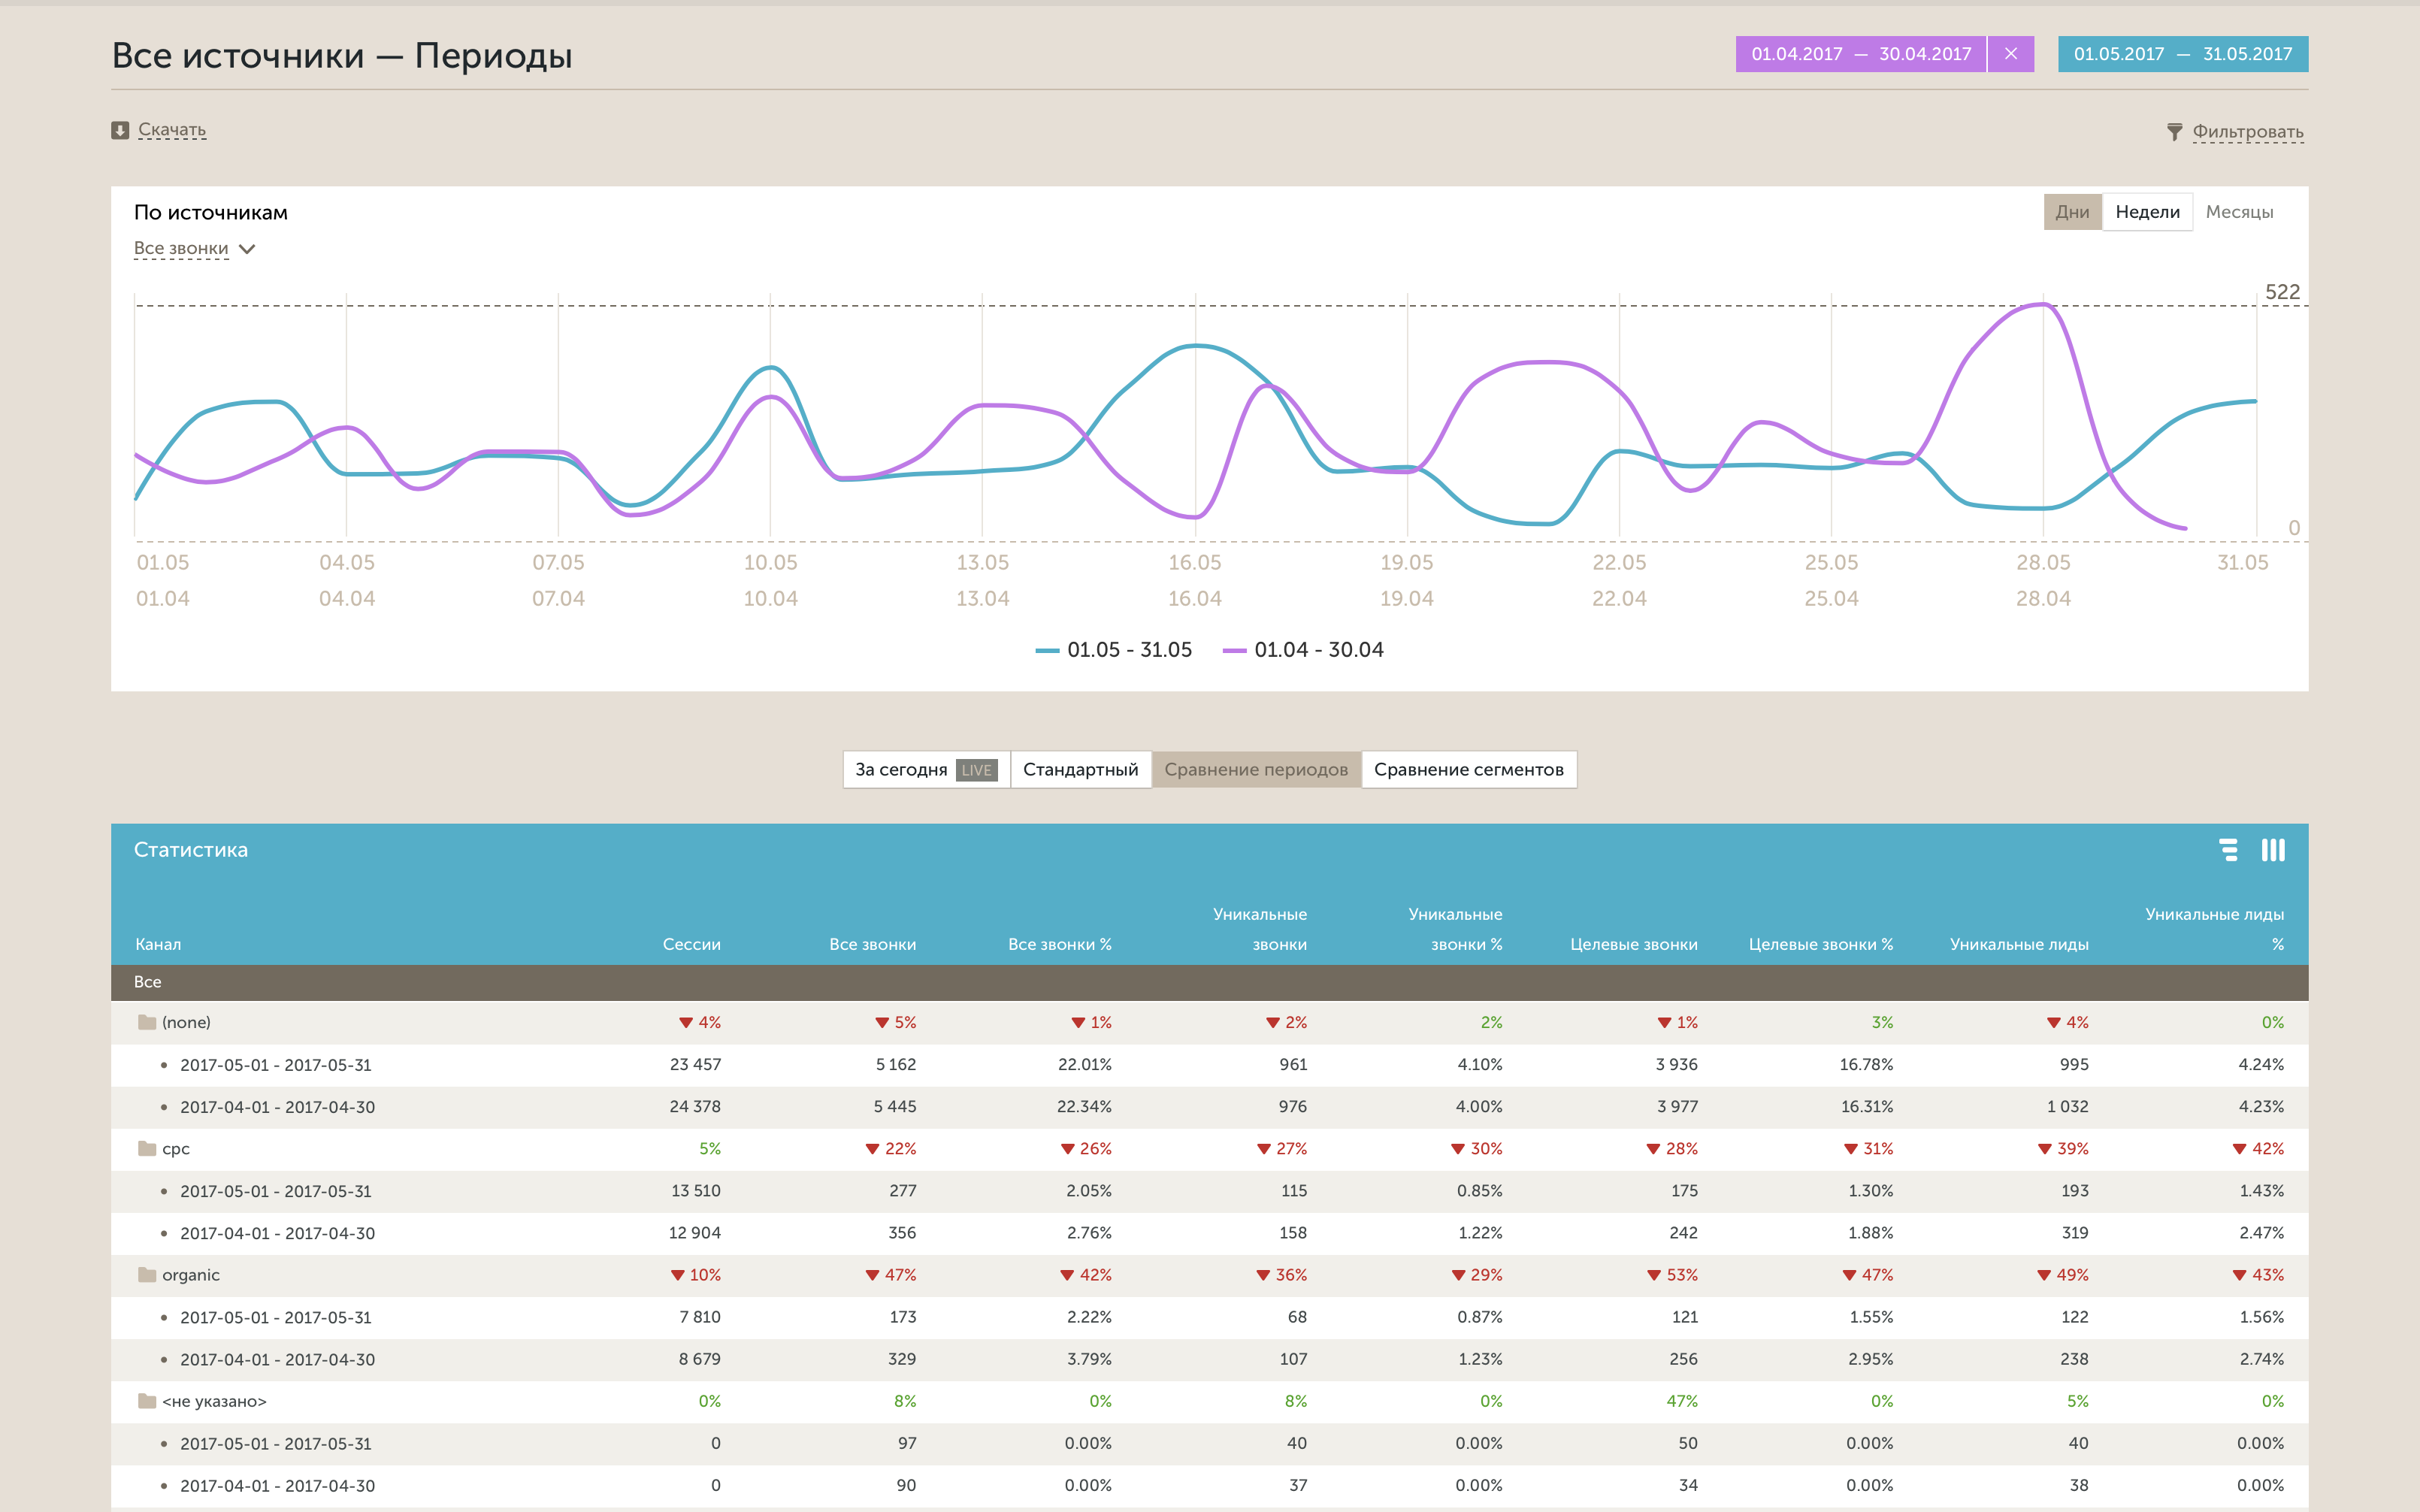 Все источники — Периоды
01.04.2017 — 30.04.2017 ×
01.05.2017 — 31.05.2017
Скачать
Фильтровать
По источникам
Дни Недели Месяцы
Все звонки
522
0
01.05 04.05 07.05 10.05 13.05 16.05 19.05 22.05 25.05 28.05 31.05
01.04 04.04 07.04 10.04 13.04 16.04 19.04 22.04 25.04 28.04
01.05 - 31.05 01.04 - 30.04
За сегодня LIVE Стандартный Сравнение периодов Сравнение сегментов
Статистика
Канал Сессии Все звонки Все звонки % Уникальные звонки Уникальные звонки % Целевые звонки Целевые звонки % Уникальные лиды Уникальные лиды %
Все
(none) ▼ 4% ▼ 5% ▼ 1% ▼ 2% 2% ▼ 1% 3% ▼ 4% 0%
• 2017-05-01 - 2017-05-31 23 457 5 162 22.01% 961 4.10% 3 936 16.78% 995 4.24%
• 2017-04-01 - 2017-04-30 24 378 5 445 22.34% 976 4.00% 3 977 16.31% 1 032 4.23%
cpc 5% ▼ 22% ▼ 26% ▼ 27% ▼ 30% ▼ 28% ▼ 31% ▼ 39% ▼ 42%
• 2017-05-01 - 2017-05-31 13 510 277 2.05% 115 0.85% 175 1.30% 193 1.43%
• 2017-04-01 - 2017-04-30 12 904 356 2.76% 158 1.22% 242 1.88% 319 2.47%
organic ▼ 10% ▼ 47% ▼ 42% ▼ 36% ▼ 29% ▼ 53% ▼ 47% ▼ 49% ▼ 43%
• 2017-05-01 - 2017-05-31 7 810 173 2.22% 68 0.87% 121 1.55% 122 1.56%
• 2017-04-01 - 2017-04-30 8 679 329 3.79% 107 1.23% 256 2.95% 238 2.74%
<не указано> 0% 8% 0% 8% 0% 47% 0% 5% 0%
• 2017-05-01 - 2017-05-31 0 97 0.00% 40 0.00% 50 0.00% 40 0.00%
• 2017-04-01 - 2017-04-30 0 90 0.00% 37 0.00% 34 0.00% 38 0.00%